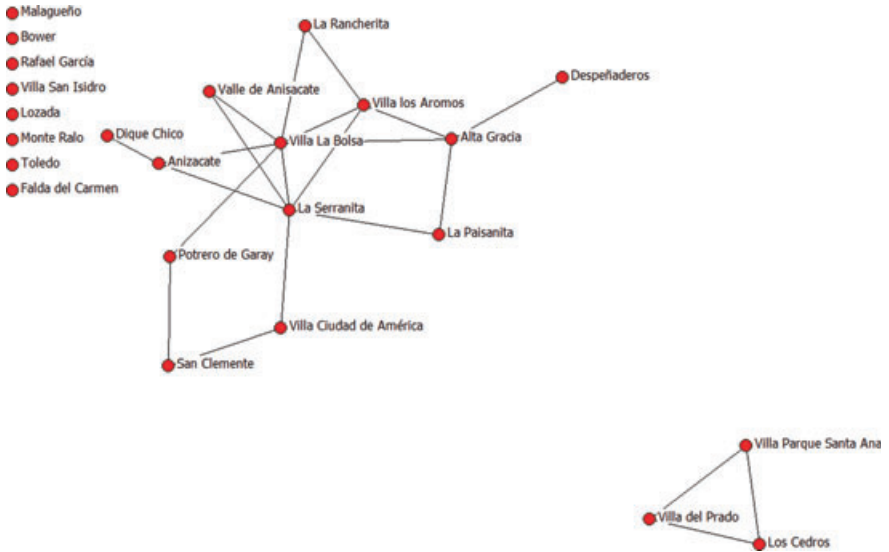 Malagueño
Bower
Rafael García
Villa San Isidro
Lozada
Monte Ralo
Toledo
Falda del Carmen
La Rancherita
Despeñaderos
Valle de Anisacate
Villa los Aromos
Dique Chico
Villa La Bolsa
Alta Gracia
Anizacate
La Serranita
La Paisanita
Potrero de Garay
Villa Ciudad de América
San Clemente
Villa Parque Santa Ana
Villa del Prado
Los Cedros